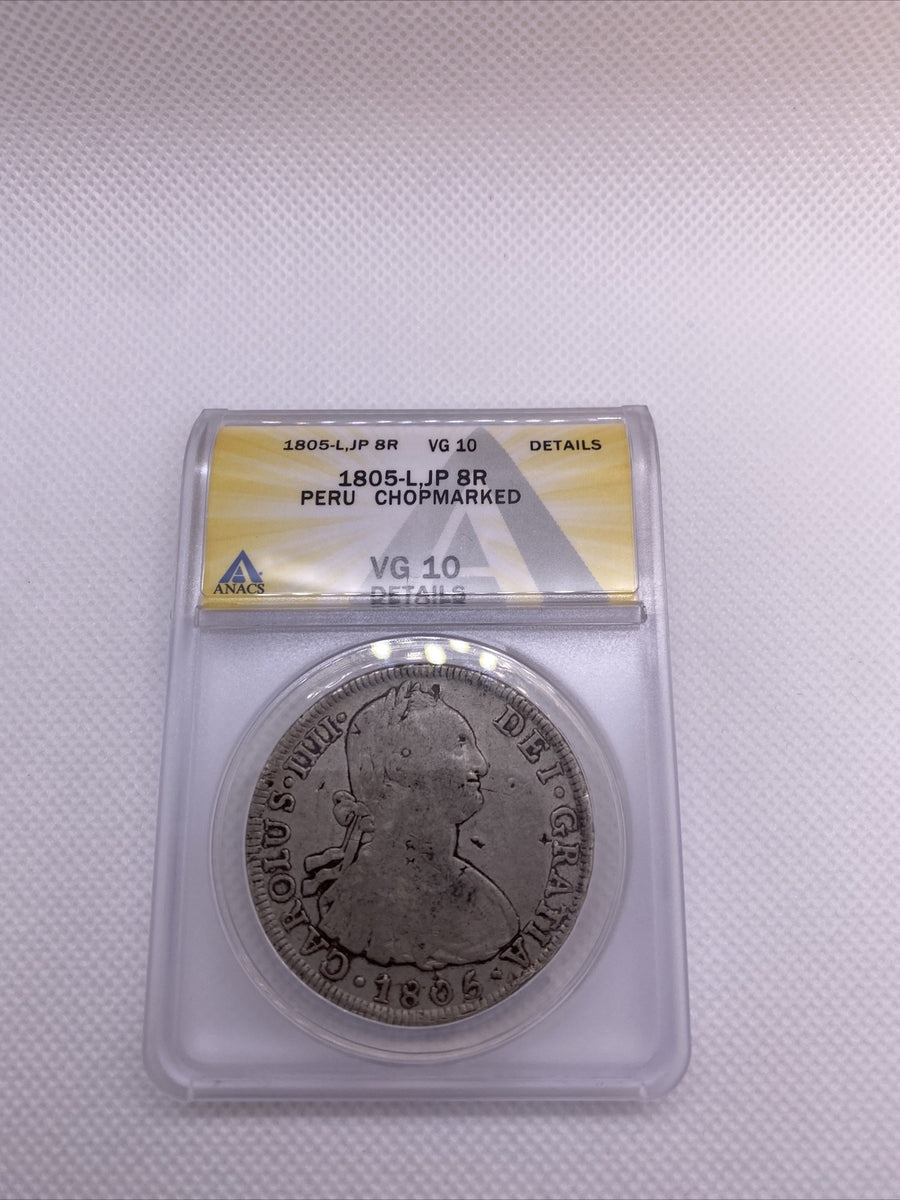 1805-L,JP 8R VG 10 DETAILS
1805-L,JP 8R
PERU CHOPMARKED
VG 10
DETAILS
ANACS
CAROLUS·IIII· DEI·GRATIA·
·1805·